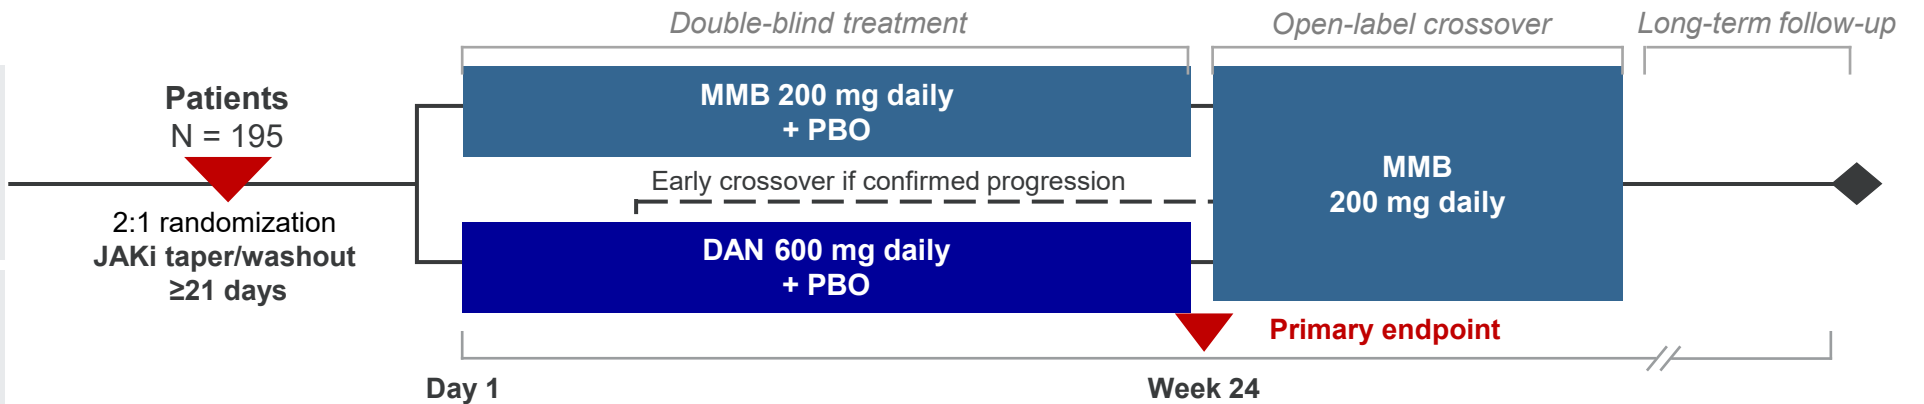 Double-blind treatment
Open-label crossover
Long-term follow-up
Patients
N = 195
2:1 randomization
JAKi taper/washout
≥21 days
MMB 200 mg daily
+ PBO
Early crossover if confirmed progression
DAN 600 mg daily
+ PBO
MMB
200 mg daily
Primary endpoint
Day 1
Week 24